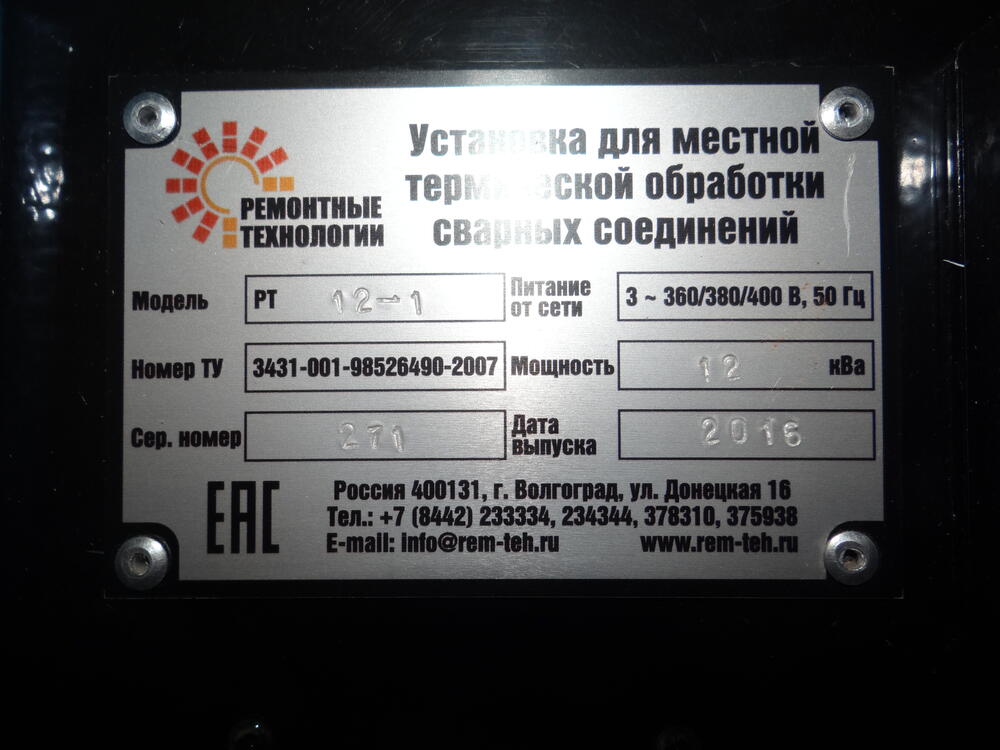 РЕМОНТНЫЕ
ТЕХНОЛОГИИ
Установка для местной
термической обработки
сварных соединений
Модель РТ 12-1 Питание от сети 3 ~ 360/380/400 В, 50 Гц
Номер ТУ 3431-001-98526490-2007 Мощность 12 кВа
Сер. номер 271 Дата выпуска 2016
ЕАС
Россия 400131, г. Волгоград, ул. Донецкая 16
Тел.: +7 (8442) 233334, 234344, 378310, 375938
E-mail: info@rem-teh.ru www.rem-teh.ru